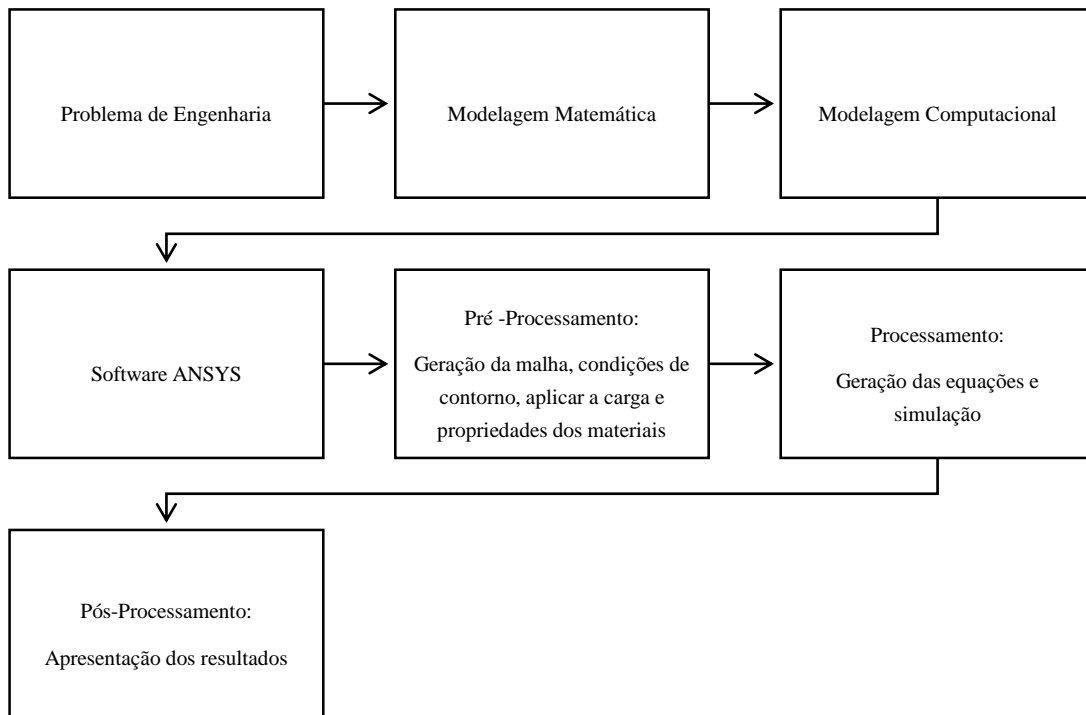 Problema de Engenharia
Modelagem Matemática
Modelagem Computacional
Software ANSYS
Pré -Processamento:
Geração da malha, condições de
contorno, aplicar a carga e
propriedades dos materiais
Processamento:
Geração das equações e
simulação
Pós-Processamento:
Apresentação dos resultados